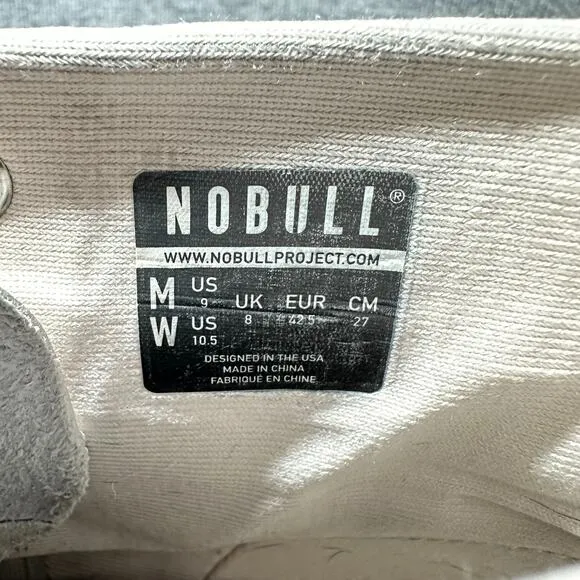 NOBULL®
WWW.NOBULLPROJECT.COM
M US 9 UK 8 EUR 42.5 CM 27
W US 10.5
DESIGNED IN THE USA
MADE IN CHINA
FABRIQUÉ EN CHINE